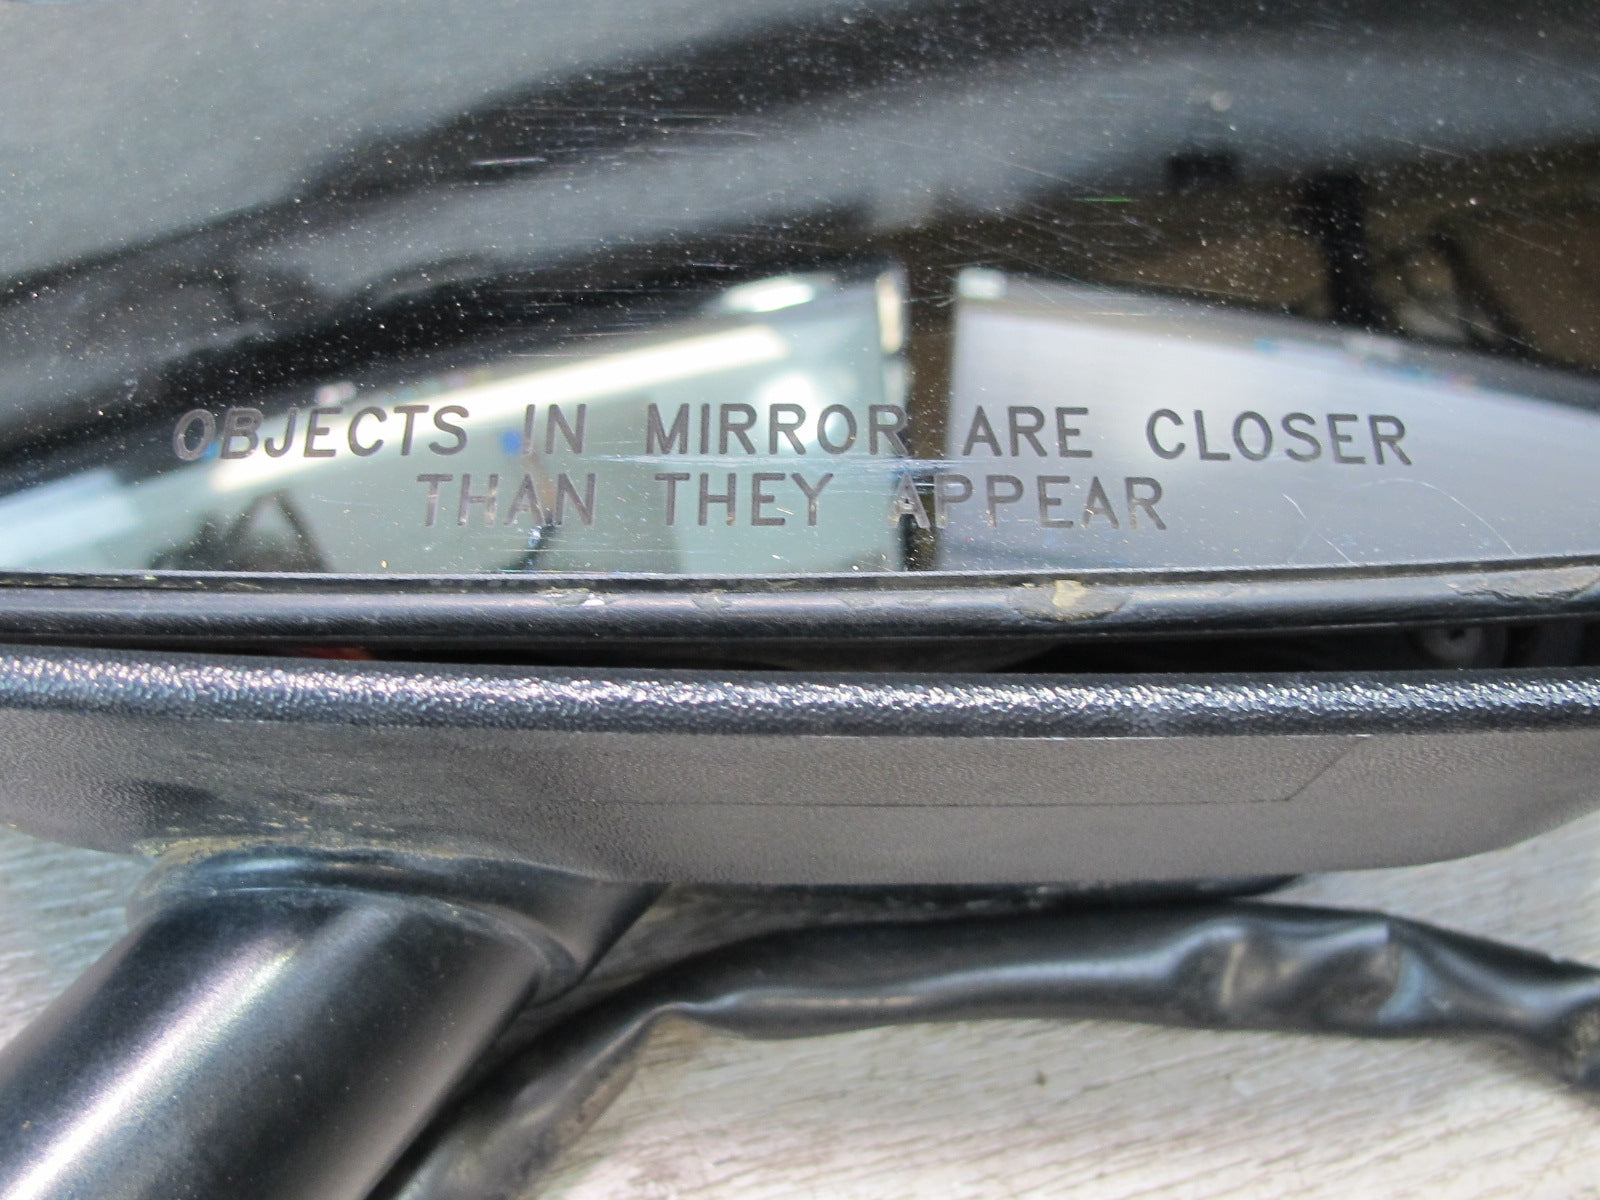 OBJECTS IN MIRROR ARE CLOSER
THAN THEY APPEAR